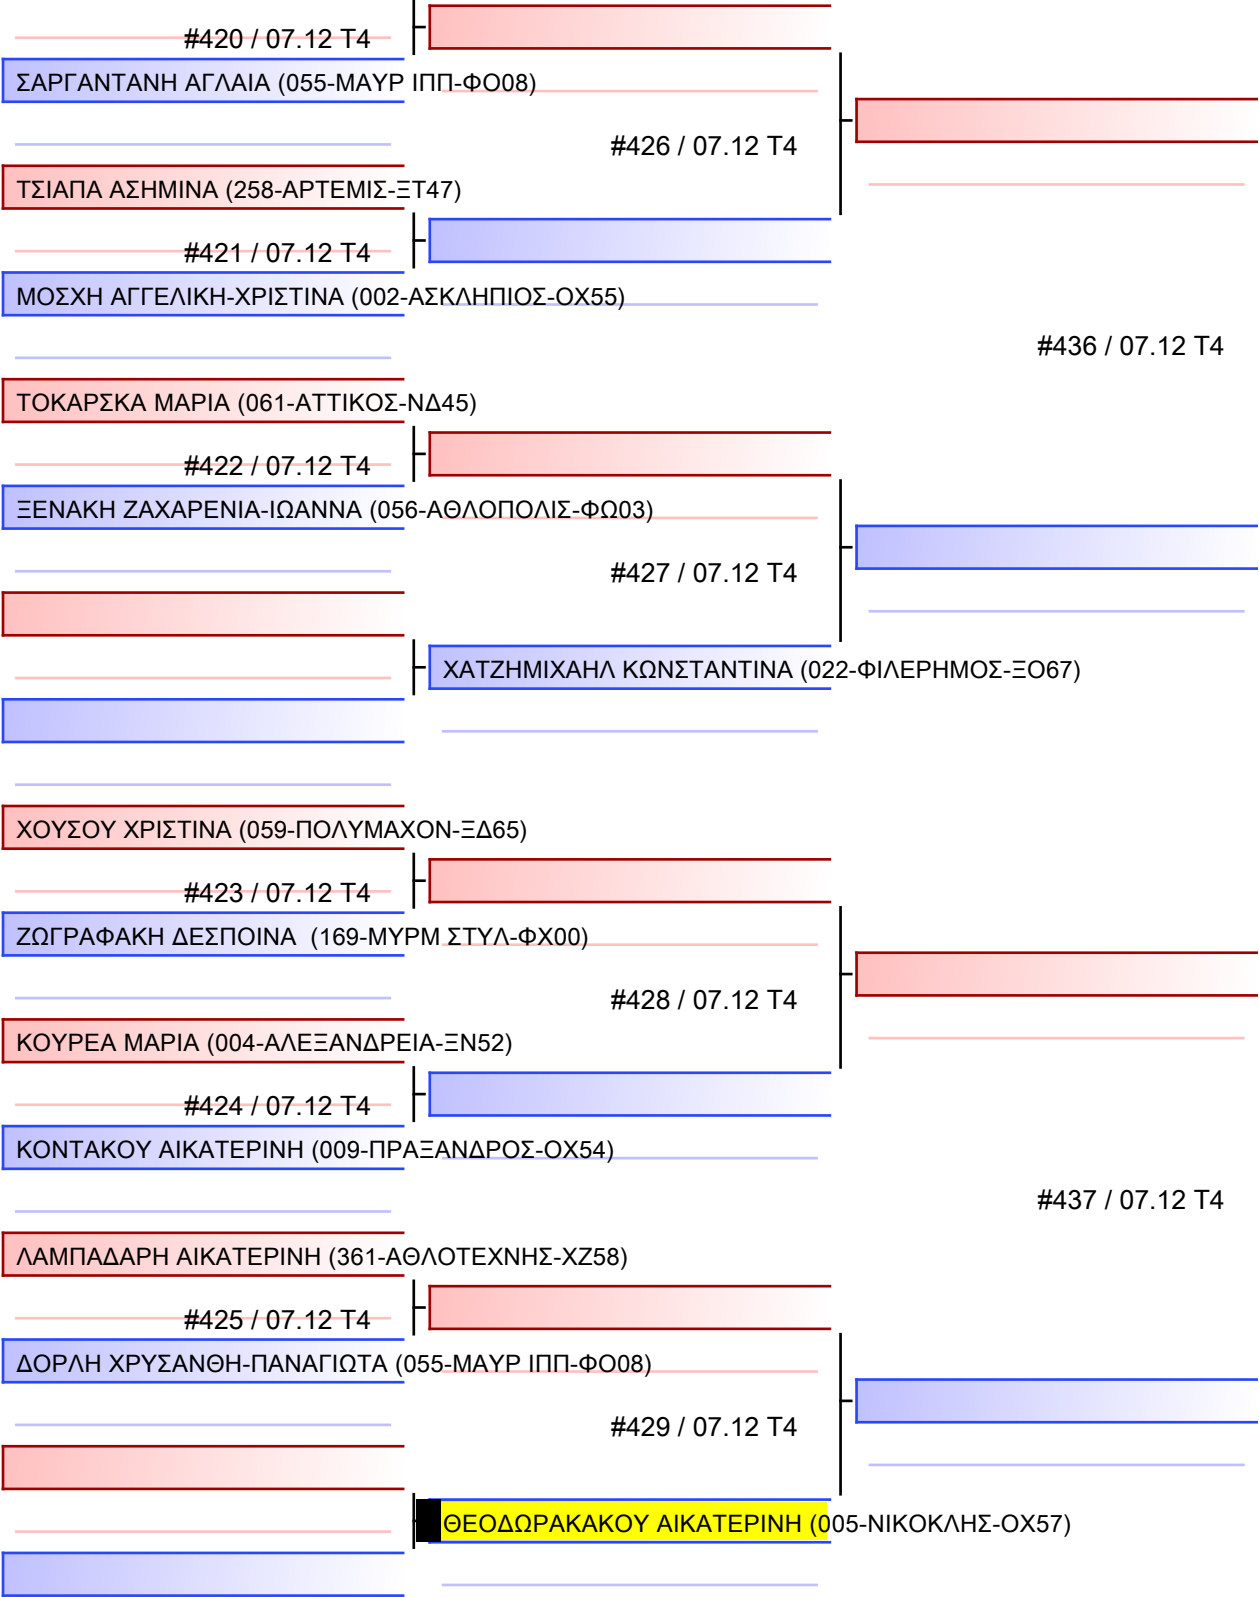 #420 / 07.12 T4
ΣΑΡΓΑΝΤΑΝΗ ΑΓΛΑΙΑ (055-ΜΑΥΡ ΙΠΠ-ΦΟ08)
#426 / 07.12 T4
ΤΣΙΑΠΑ ΑΣΗΜΙΝΑ (258-ΑΡΤΕΜΙΣ-ΞΤ47)
#421 / 07.12 T4
ΜΟΣΧΗ ΑΓΓΕΛΙΚΗ-ΧΡΙΣΤΙΝΑ (002-ΑΣΚΛΗΠΙΟΣ-ΟΧ55)
#436 / 07.12 T4
ΤΟΚΑΡΣΚΑ ΜΑΡΙΑ (061-ΑΤΤΙΚΟΣ-ΝΔ45)
#422 / 07.12 T4
ΞΕΝΑΚΗ ΖΑΧΑΡΕΝΙΑ-ΙΩΑΝΝΑ (056-ΑΘΛΟΠΟΛΙΣ-ΦΩ03)
#427 / 07.12 T4
ΧΑΤΖΗΜΙΧΑΗΛ ΚΩΝΣΤΑΝΤΙΝΑ (022-ΦΙΛΕΡΗΜΟΣ-ΞΟ67)
ΧΟΥΣΟΥ ΧΡΙΣΤΙΝΑ (059-ΠΟΛΥΜΑΧΟΝ-ΞΔ65)
#423 / 07.12 T4
ΖΩΓΡΑΦΑΚΗ ΔΕΣΠΟΙΝΑ (169-ΜΥΡΜ ΣΤΥΛ-ΦΧ00)
#428 / 07.12 T4
ΚΟΥΡΕΑ ΜΑΡΙΑ (004-ΑΛΕΞΑΝΔΡΕΙΑ-ΞΝ52)
#424 / 07.12 T4
ΚΟΝΤΑΚΟΥ ΑΙΚΑΤΕΡΙΝΗ (009-ΠΡΑΞΑΝΔΡΟΣ-ΟΧ54)
#437 / 07.12 T4
ΛΑΜΠΑΔΑΡΗ ΑΙΚΑΤΕΡΙΝΗ (361-ΑΘΛΟΤΕΧΝΗΣ-ΧΖ58)
#425 / 07.12 T4
ΔΟΡΛΗ ΧΡΥΣΑΝΘΗ-ΠΑΝΑΓΙΩΤΑ (055-ΜΑΥΡ ΙΠΠ-ΦΟ08)
#429 / 07.12 T4
ΘΕΟΔΩΡΑΚΑΚΟΥ ΑΙΚΑΤΕΡΙΝΗ (005-ΝΙΚΟΚΛΗΣ-ΟΧ57)